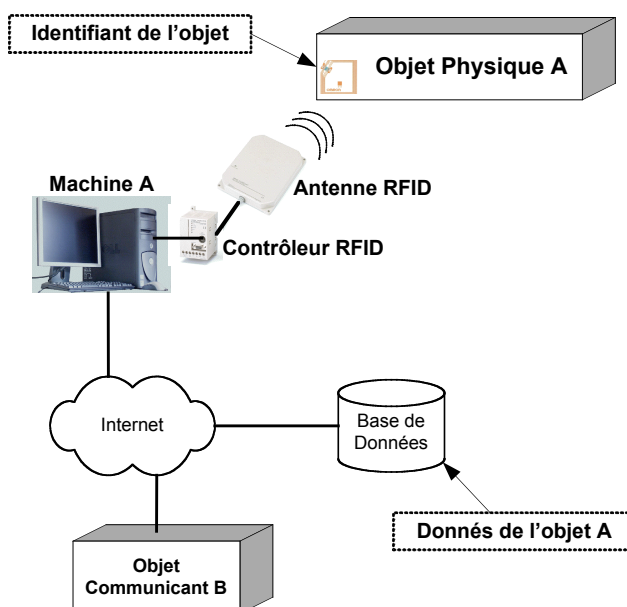 Identifiant de l’objet
Objet Physique A
Machine A
Antenne RFID
Contrôleur RFID
Internet
Base de
Données
Donnés de l’objet A
Objet
Communicant B